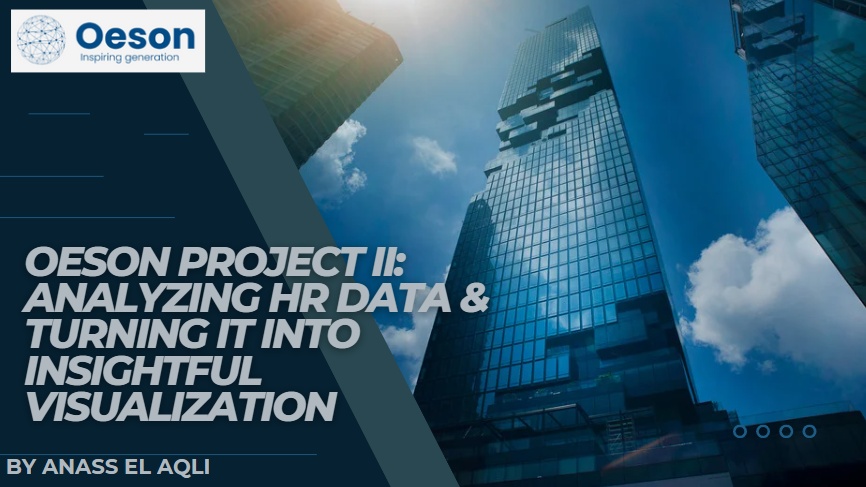 Oeson
Inspiring generation
OESON PROJECT II:
ANALYZING HR DATA &
TURNING IT INTO
INSIGHTFUL
VISUALIZATION
BY ANASS EL AQLI